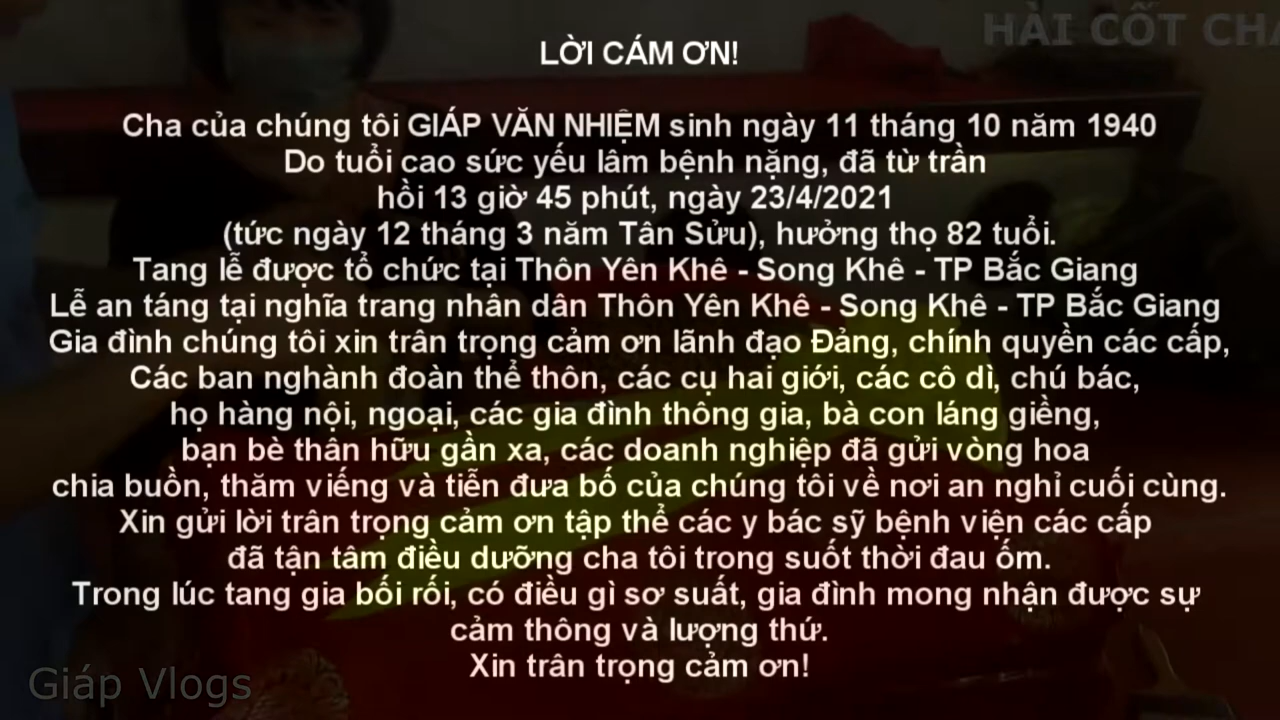 HÀI CỐT CHA
LỜI CÁM ƠN!
Cha của chúng tôi GIÁP VĂN NHIỆM sinh ngày 11 tháng 10 năm 1940
Do tuổi cao sức yếu lâm bệnh nặng, đã từ trần
hồi 13 giờ 45 phút, ngày 23/4/2021
(tức ngày 12 tháng 3 năm Tân Sửu), hưởng thọ 82 tuổi.
Tang lễ được tổ chức tại Thôn Yên Khê - Song Khê - TP Bắc Giang
Lễ an táng tại nghĩa trang nhân dân Thôn Yên Khê - Song Khê - TP Bắc Giang
Gia đình chúng tôi xin trân trọng cảm ơn lãnh đạo Đảng, chính quyền các cấp,
Các ban nghành đoàn thể thôn, các cụ hai giới, các cô dì, chú bác,
họ hàng nội, ngoại, các gia đình thông gia, bà con láng giềng,
bạn bè thân hữu gần xa, các doanh nghiệp đã gửi vòng hoa
chia buồn, thăm viếng và tiễn đưa bố của chúng tôi về nơi an nghỉ cuối cùng.
Xin gửi lời trân trọng cảm ơn tập thể các y bác sỹ bệnh viện các cấp
đã tận tâm điều dưỡng cha tôi trong suốt thời đau ốm.
Trong lúc tang gia bối rối, có điều gì sơ suất, gia đình mong nhận được sự
cảm thông và lượng thứ.
Xin trân trọng cảm ơn!
Giáp Vlogs